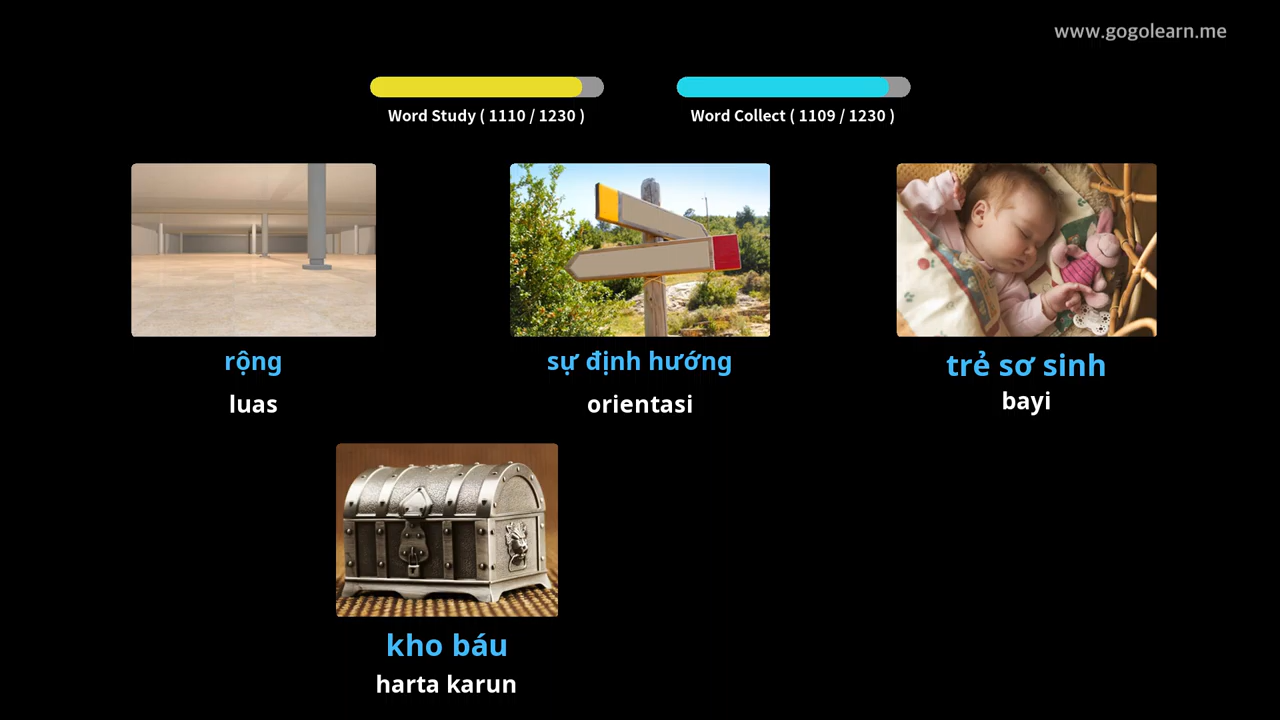 www.gogolearn.me
Word Study ( 1110 / 1230 )
Word Collect ( 1109 / 1230 )
rộng
luas
sự định hướng
orientasi
trẻ sơ sinh
bayi
kho báu
harta karun